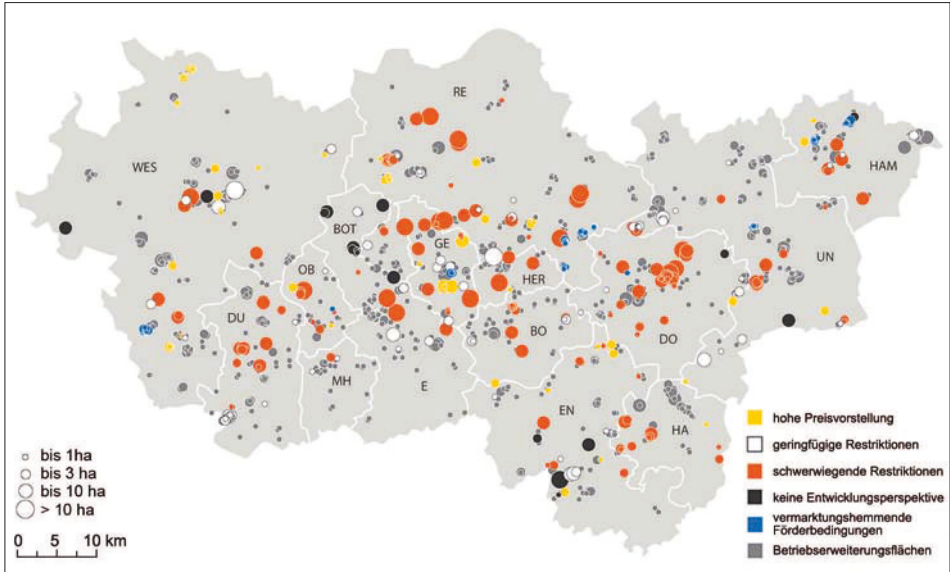 RE
WES
HAM
BOT
GE
UN
OB
HER
DU
BO
DO
MH
E
EN
HA
bis 1ha
bis 3 ha
bis 10 ha
> 10 ha
0 5 10 km
hohe Preisvorstellung
geringfügige Restriktionen
schwerwiegende Restriktionen
keine Entwicklungsperspektive
vermarktungshemmende
Förderbedingungen
Betriebserweiterungsflächen